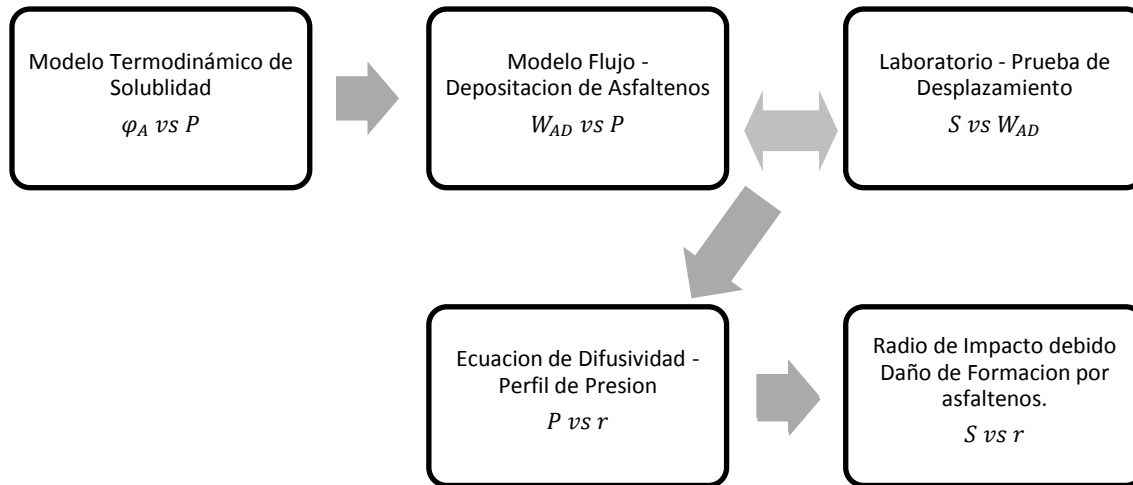 Modelo Termodinámico de
Solublidad
φ_A vs P
Modelo Flujo -
Depositacion de Asfaltenos
W_AD vs P
Laboratorio - Prueba de
Desplazamiento
S vs W_AD
Ecuacion de Difusividad -
Perfil de Presion
P vs r
Radio de Impacto debido
Daño de Formacion por
asfaltenos.
S vs r